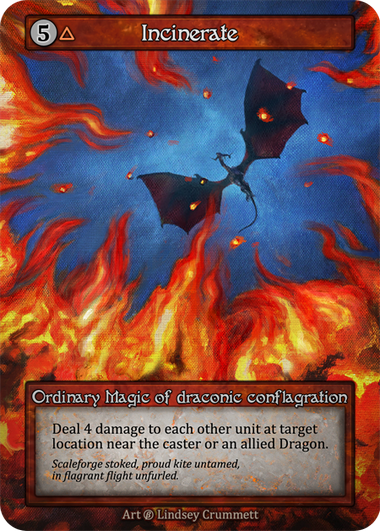 5 Incinerate
Ordinary Magic of draconic conflagration
Deal 4 damage to each other unit at target
location near the caster or an allied Dragon.
Scaleforge stoked, proud kite untamed,
in flagrant flight unfurled.
Art @ Lindsey Crummett